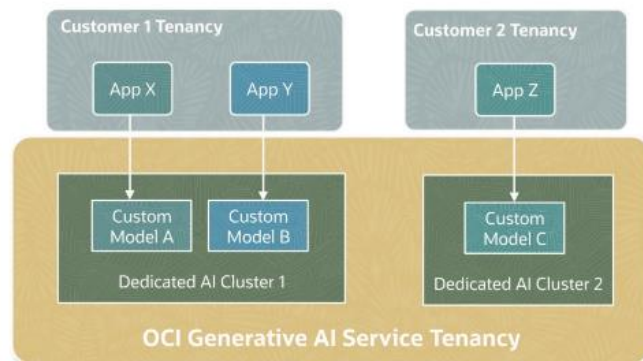 Customer 1 Tenancy
Customer 2 Tenancy
App X
App Y
App Z
Custom
Model A
Custom
Model B
Custom
Model C
Dedicated AI Cluster 1
Dedicated AI Cluster 2
OCI Generative AI Service Tenancy